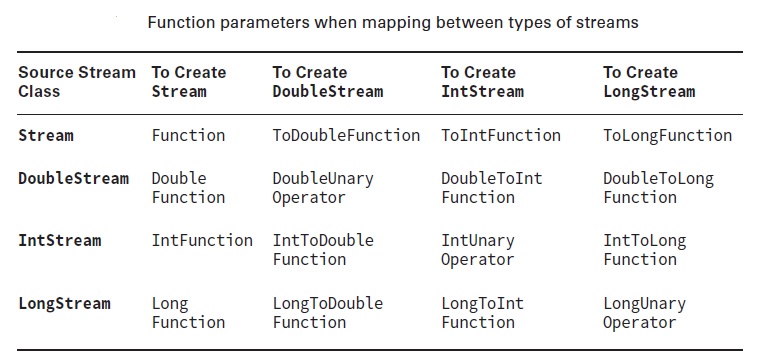 Function parameters when mapping between types of streams
Source Stream Class To Create Stream To Create DoubleStream To Create IntStream To Create LongStream
Stream Function ToDoubleFunction ToIntFunction ToLongFunction
DoubleStream Double Function DoubleUnary Operator DoubleToInt Function DoubleToLong Function
IntStream IntFunction IntToDouble Function IntUnary Operator IntToLong Function
LongStream Long Function LongToDouble Function LongToInt Function LongUnary Operator